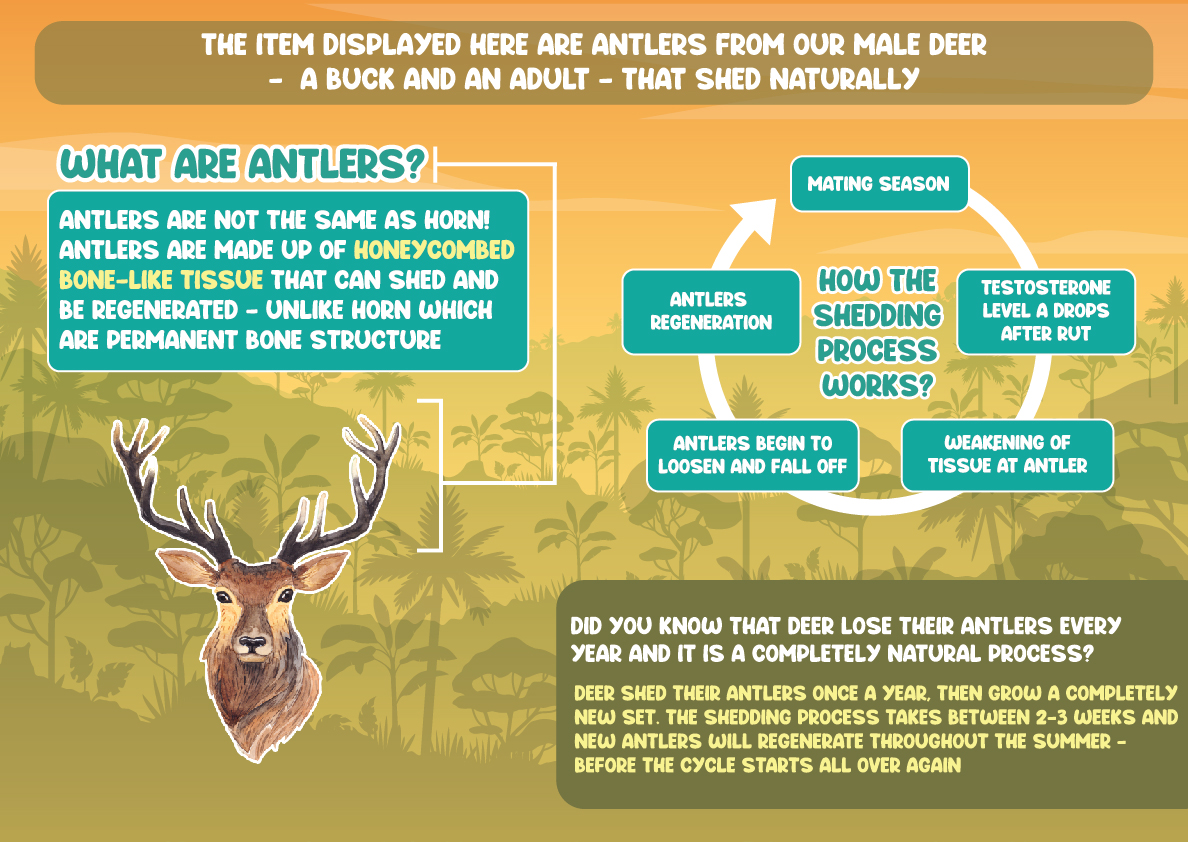 THE ITEM DISPLAYED HERE ARE ANTLERS FROM OUR MALE DEER
- A BUCK AND AN ADULT - THAT SHED NATURALLY
WHAT ARE ANTLERS?
ANTLERS ARE NOT THE SAME AS HORN!
ANTLERS ARE MADE UP OF HONEYCOMBED
BONE-LIKE TISSUE THAT CAN SHED AND
BE REGENERATED - UNLIKE HORN WHICH
ARE PERMANENT BONE STRUCTURE
HOW THE
SHEDDING
PROCESS
WORKS?
MATING SEASON
TESTOSTERONE
LEVEL A DROPS
AFTER RUT
WEAKENING OF
TISSUE AT ANTLER
ANTLERS BEGIN TO
LOOSEN AND FALL OFF
ANTLERS
REGENERATION
DID YOU KNOW THAT DEER LOSE THEIR ANTLERS EVERY
YEAR AND IT IS A COMPLETELY NATURAL PROCESS?
DEER SHED THEIR ANTLERS ONCE A YEAR, THEN GROW A COMPLETELY
NEW SET. THE SHEDDING PROCESS TAKES BETWEEN 2-3 WEEKS AND
NEW ANTLERS WILL REGENERATE THROUGHOUT THE SUMMER -
BEFORE THE CYCLE STARTS ALL OVER AGAIN